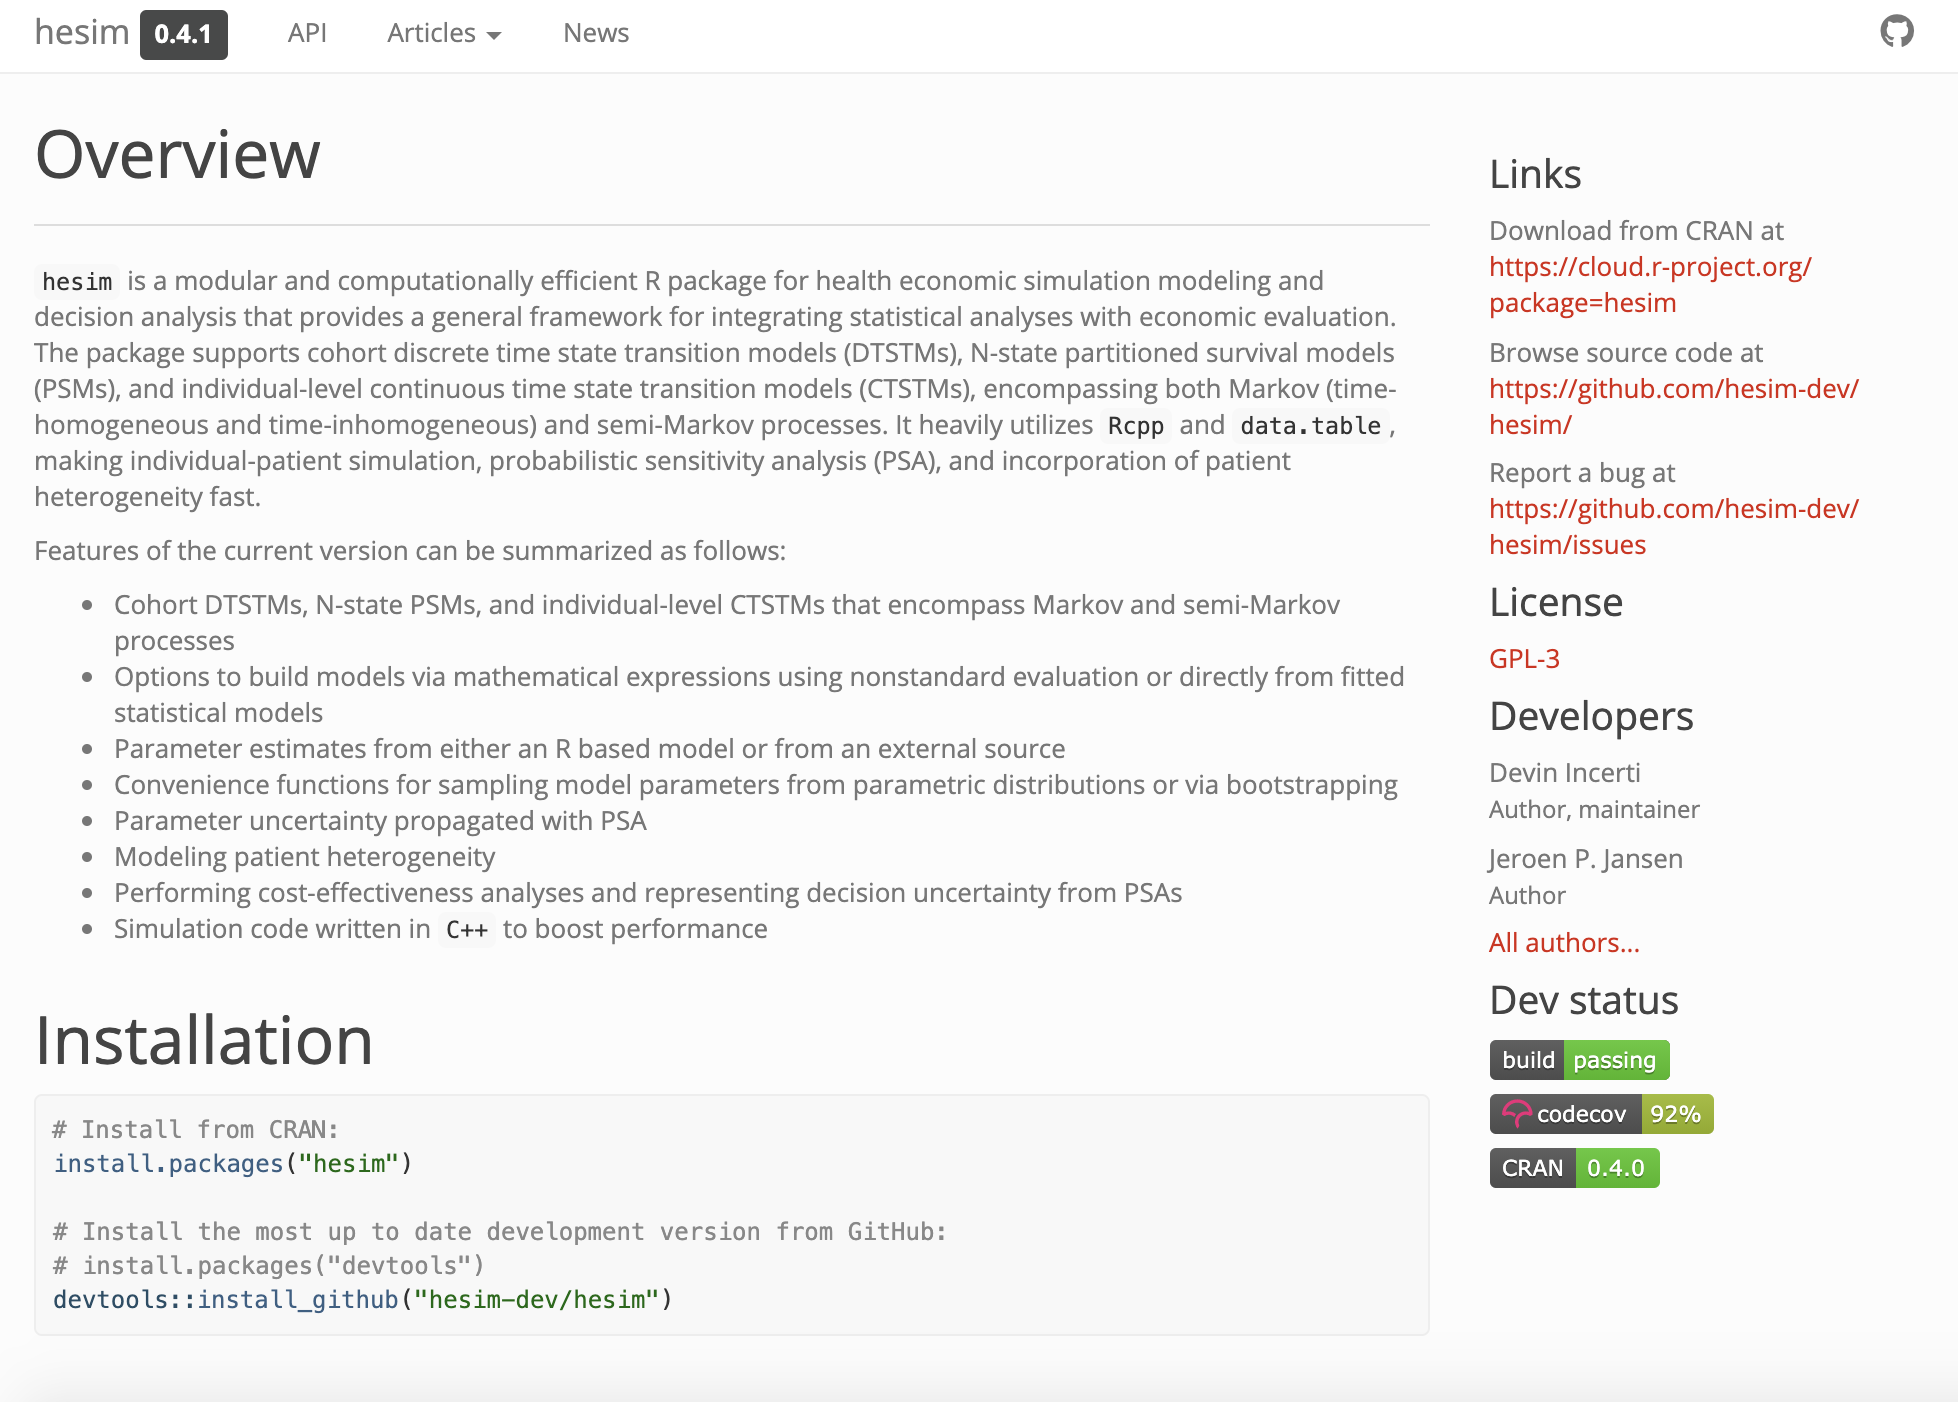 hesim 0.4.1 API Articles News
Overview
hesim is a modular and computationally efficient R package for health economic simulation modeling and
decision analysis that provides a general framework for integrating statistical analyses with economic evaluation.
The package supports cohort discrete time state transition models (DTSTMs), N-state partitioned survival models
(PSMs), and individual-level continuous time state transition models (CTSTMs), encompassing both Markov (time-
homogeneous and time-inhomogeneous) and semi-Markov processes. It heavily utilizes Rcpp and data.table,
making individual-patient simulation, probabilistic sensitivity analysis (PSA), and incorporation of patient
heterogeneity fast.
Features of the current version can be summarized as follows:
• Cohort DTSTMs, N-state PSMs, and individual-level CTSTMs that encompass Markov and semi-Markov
processes
• Options to build models via mathematical expressions using nonstandard evaluation or directly from fitted
statistical models
• Parameter estimates from either an R based model or from an external source
• Convenience functions for sampling model parameters from parametric distributions or via bootstrapping
• Parameter uncertainty propagated with PSA
• Modeling patient heterogeneity
• Performing cost-effectiveness analyses and representing decision uncertainty from PSAs
• Simulation code written in C++ to boost performance
Installation
# Install from CRAN:
install.packages("hesim")
# Install the most up to date development version from GitHub:
# install.packages("devtools")
devtools::install_github("hesim-dev/hesim")
Links
Download from CRAN at
https://cloud.r-project.org/
package=hesim
Browse source code at
https://github.com/hesim-dev/
hesim/
Report a bug at
https://github.com/hesim-dev/
hesim/issues
License
GPL-3
Developers
Devin Incerti
Author, maintainer
Jeroen P. Jansen
Author
All authors...
Dev status
build passing
codecov 92%
CRAN 0.4.0